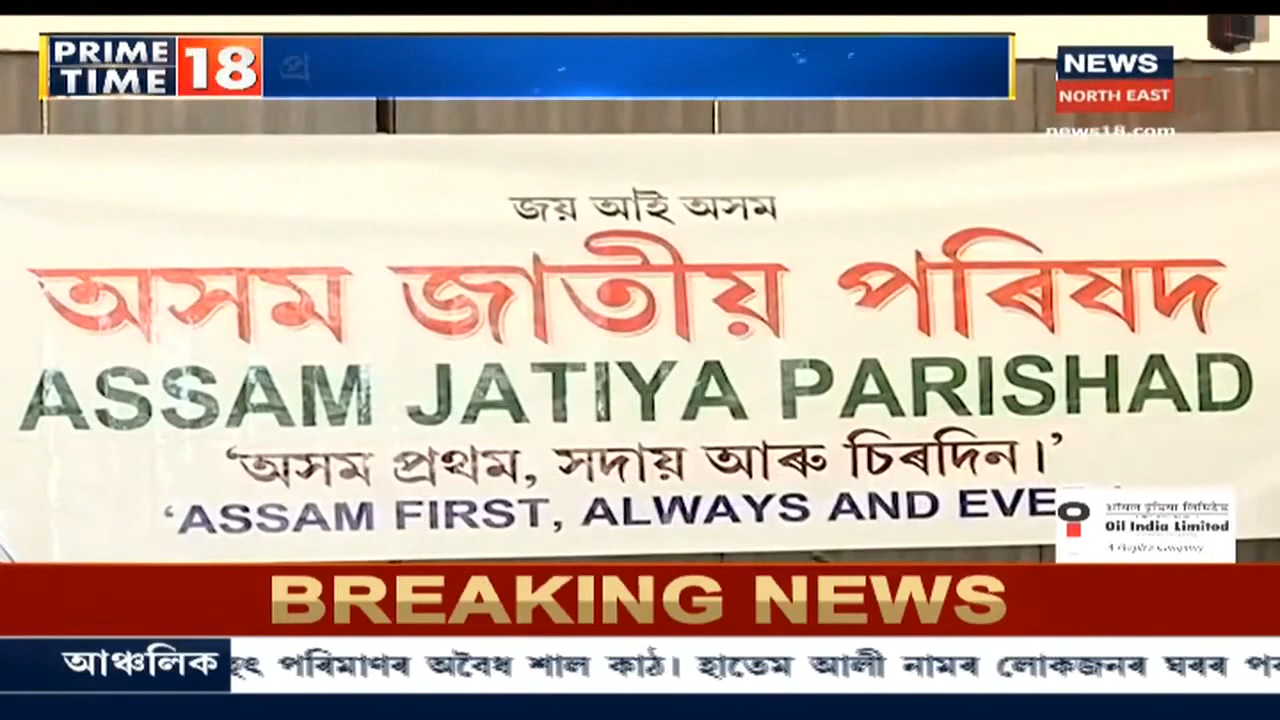 PRIME
TIME 18
NEWS
NORTH EAST
news18.com
জয় আই অসম
অসম জাতীয় পৰিষদ
ASSAM JATIYA PARISHAD
‘অসম প্ৰথম, সদায় আৰু চিৰদিন।’
‘ASSAM FIRST, ALWAYS AND EVE
ऑयल इंडिया लिमिटेड
Oil India Limited
BREAKING NEWS
আঞ্চলিক
পৰিমাণৰ অবৈধ শাল কাঠ। হাতেম আলী নামৰ লোকজনৰ ঘৰৰ